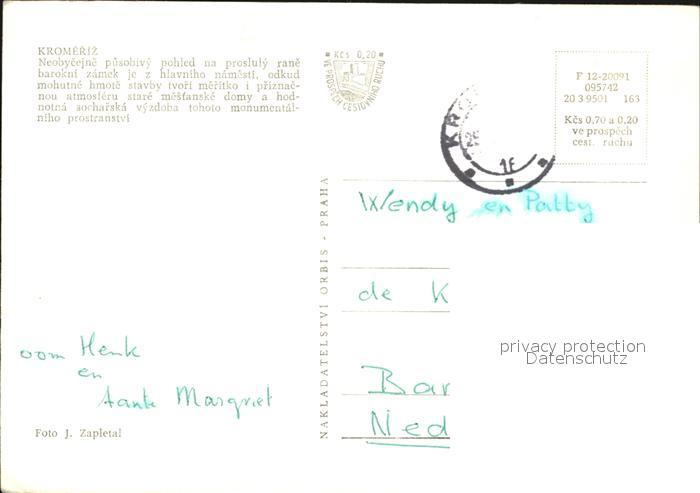 KROMĚŘÍŽ
Neobyčejně působivý pohled na proslulý raně
barokní zámek je z hlavního náměstí, odkud
mohutné hmotě stavby tvoří měřítko i příznač-
nou atmosféru staré měšťanské domy a hod-
notná sochařská výzdoba tohoto monumentál-
ního prostranství
Kčs 0,20
VE PROSPĚCH CESTOVNÍHO RUCHU
F 12-20091
095742
20 3 9501 163
Kčs 0,70 a 0,20
ve prospěch
cest. ruchu
KRO
NAKLADATELSTVÍ ORBIS - PRAHA
Wendy en Patty
de K
Bar
Ned
privacy protection
Datenschutz
oom Henk
en
tante Margriet
Foto J. Zapletal